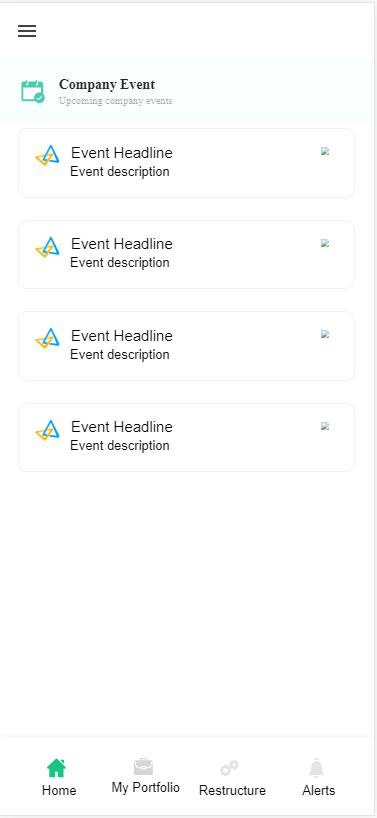 Company Event
Upcoming company events
Event Headline
Event description
Event Headline
Event description
Event Headline
Event description
Event Headline
Event description
Home
My Portfolio
Restructure
Alerts